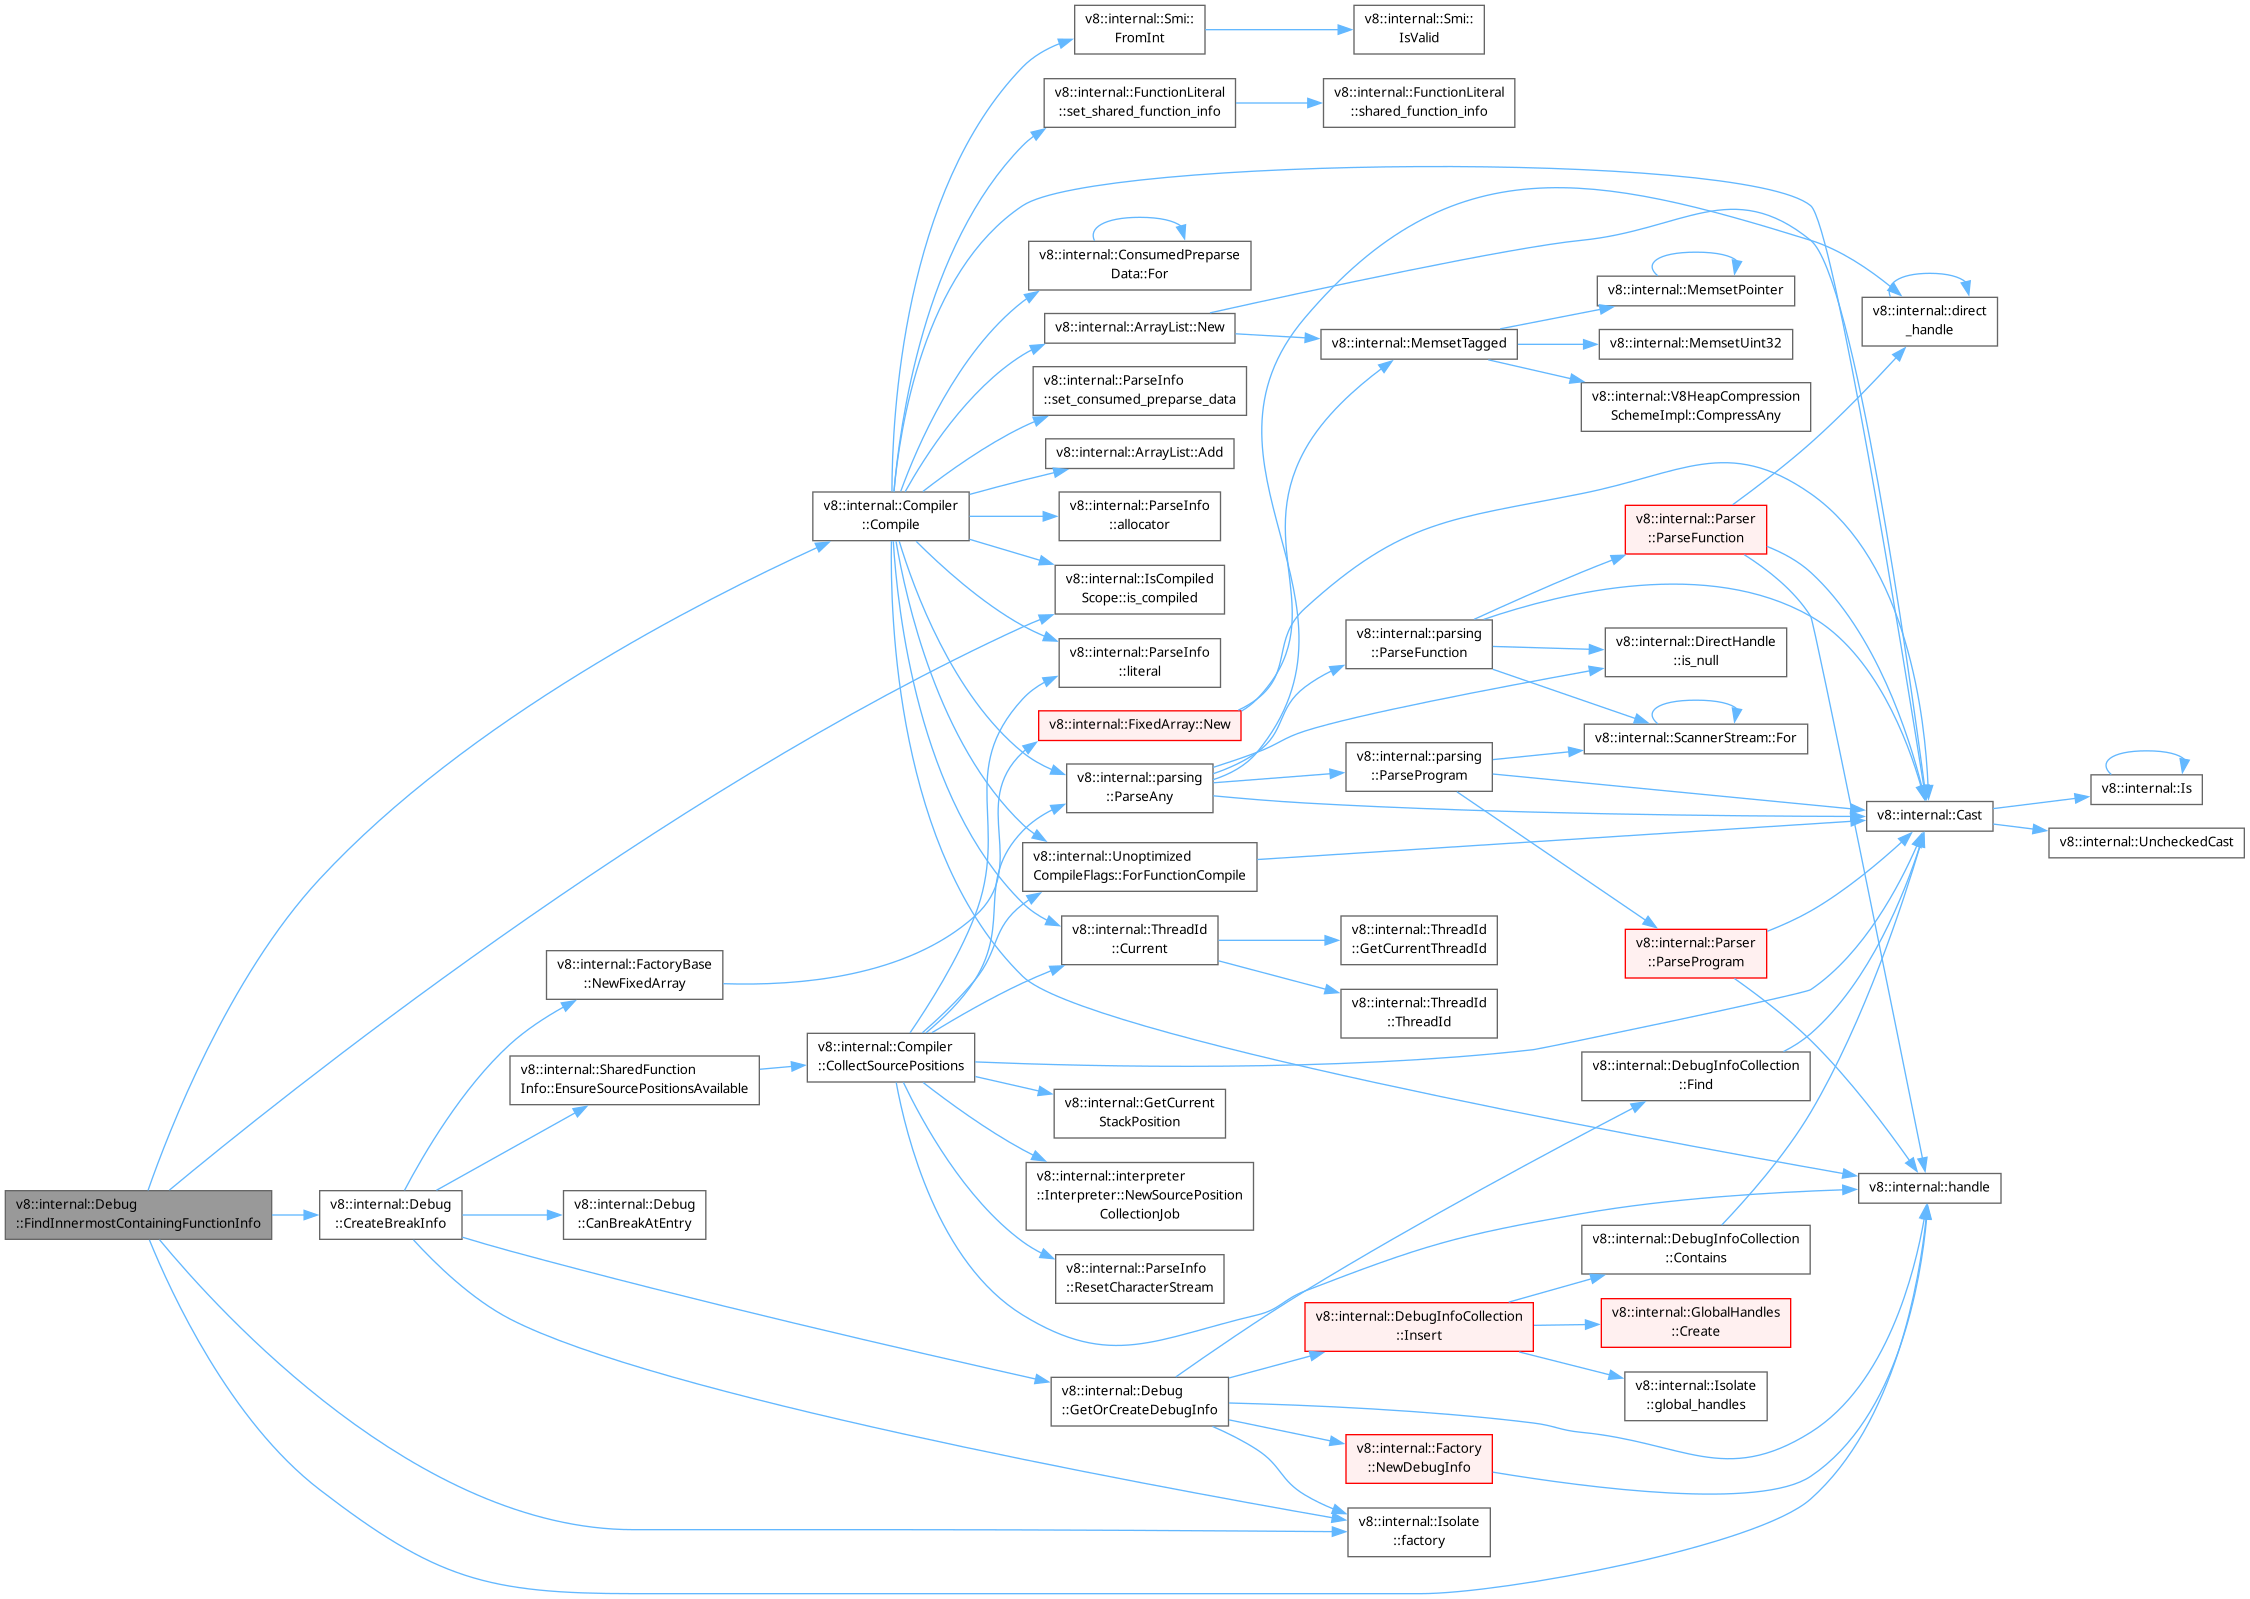 v8::internal::Smi::
FromInt
v8::internal::Smi::
IsValid
v8::internal::FunctionLiteral
::set_shared_function_info
v8::internal::FunctionLiteral
::shared_function_info
v8::internal::ConsumedPreparse
Data::For
v8::internal::MemsetPointer
v8::internal::direct
_handle
v8::internal::ArrayList::New
v8::internal::MemsetTagged
v8::internal::MemsetUint32
v8::internal::ParseInfo
::set_consumed_preparse_data
v8::internal::V8HeapCompression
SchemeImpl::CompressAny
v8::internal::ArrayList::Add
v8::internal::Compiler
::Compile
v8::internal::ParseInfo
::allocator
v8::internal::Parser
::ParseFunction
v8::internal::IsCompiled
Scope::is_compiled
v8::internal::ParseInfo
::literal
v8::internal::parsing
::ParseFunction
v8::internal::DirectHandle
::is_null
v8::internal::FixedArray::New
v8::internal::ScannerStream::For
v8::internal::parsing
::ParseAny
v8::internal::parsing
::ParseProgram
v8::internal::Is
v8::internal::Cast
v8::internal::UncheckedCast
v8::internal::Unoptimized
CompileFlags::ForFunctionCompile
v8::internal::ThreadId
::Current
v8::internal::ThreadId
::GetCurrentThreadId
v8::internal::Parser
::ParseProgram
v8::internal::FactoryBase
::NewFixedArray
v8::internal::ThreadId
::ThreadId
v8::internal::Compiler
::CollectSourcePositions
v8::internal::SharedFunction
Info::EnsureSourcePositionsAvailable
v8::internal::DebugInfoCollection
::Find
v8::internal::GetCurrent
StackPosition
v8::internal::interpreter
::Interpreter::NewSourcePosition
CollectionJob
v8::internal::handle
v8::internal::Debug
::FindInnermostContainingFunctionInfo
v8::internal::Debug
::CreateBreakInfo
v8::internal::Debug
::CanBreakAtEntry
v8::internal::DebugInfoCollection
::Contains
v8::internal::ParseInfo
::ResetCharacterStream
v8::internal::DebugInfoCollection
::Insert
v8::internal::GlobalHandles
::Create
v8::internal::Debug
::GetOrCreateDebugInfo
v8::internal::Isolate
::global_handles
v8::internal::Factory
::NewDebugInfo
v8::internal::Isolate
::factory